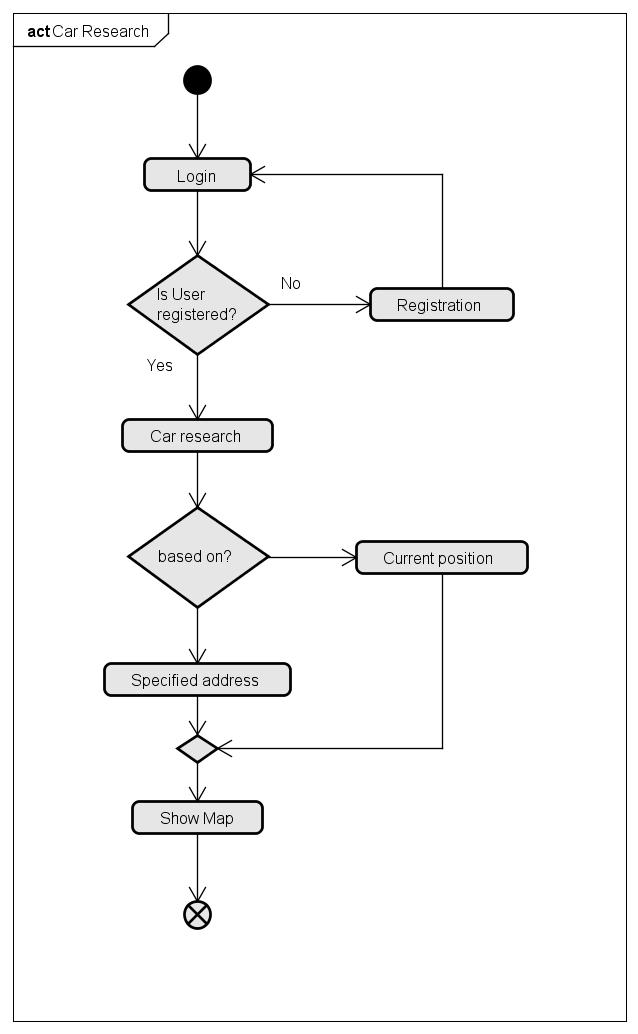 act Car Research
Login
Is User
registered?
No
Registration
Yes
Car research
based on?
Current position
Specified address
Show Map